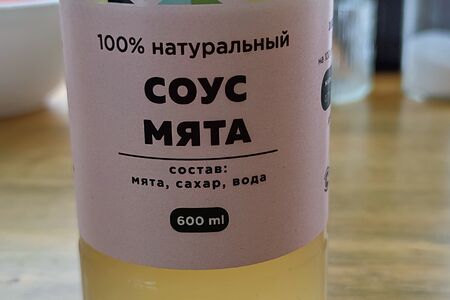 100% натуральный
СОУС
МЯТА
состав:
мята, сахар, вода
600 ml